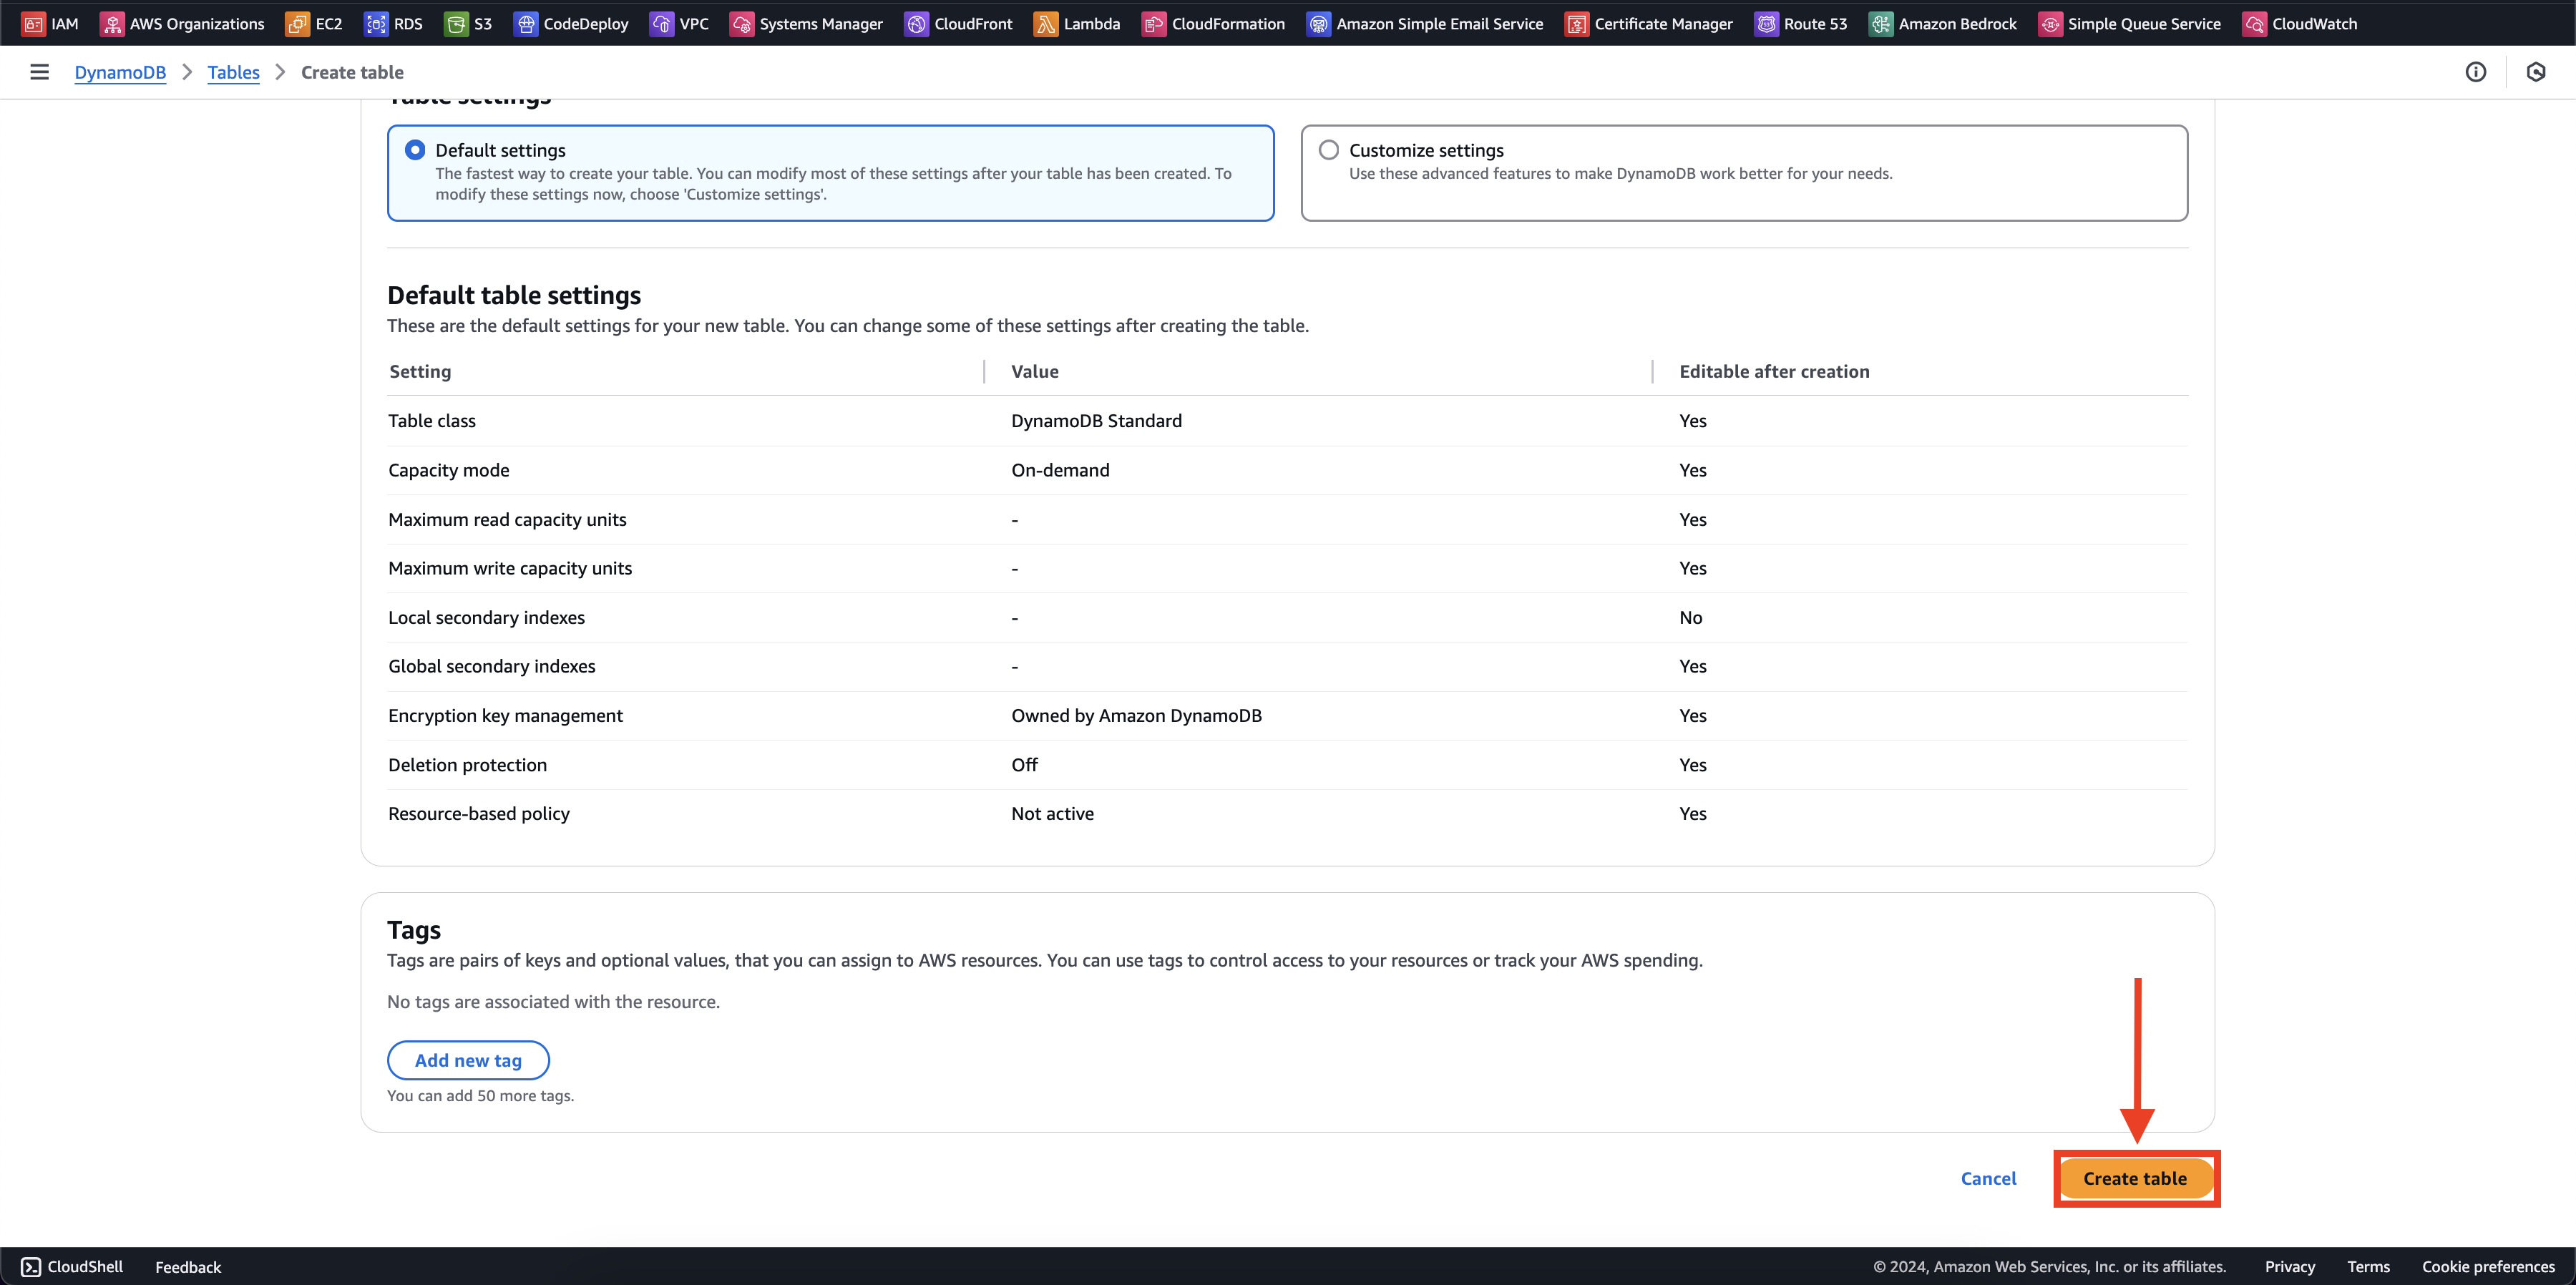 IAM AWS Organizations EC2 RDS S3 CodeDeploy VPC Systems Manager CloudFront Lambda CloudFormation Amazon Simple Email Service Certificate Manager Route 53 Amazon Bedrock Simple Queue Service CloudWatch
DynamoDB > Tables > Create table
Table settings
Default settings
The fastest way to create your table. You can modify most of these settings after your table has been created. To
modify these settings now, choose 'Customize settings'.
Customize settings
Use these advanced features to make DynamoDB work better for your needs.
Default table settings
These are the default settings for your new table. You can change some of these settings after creating the table.
Setting Value Editable after creation
Table class DynamoDB Standard Yes
Capacity mode On-demand Yes
Maximum read capacity units - Yes
Maximum write capacity units - Yes
Local secondary indexes - No
Global secondary indexes - Yes
Encryption key management Owned by Amazon DynamoDB Yes
Deletion protection Off Yes
Resource-based policy Not active Yes
Tags
Tags are pairs of keys and optional values, that you can assign to AWS resources. You can use tags to control access to your resources or track your AWS spending.
No tags are associated with the resource.
Add new tag
You can add 50 more tags.
Cancel Create table
CloudShell Feedback © 2024, Amazon Web Services, Inc. or its affiliates. Privacy Terms Cookie preferences